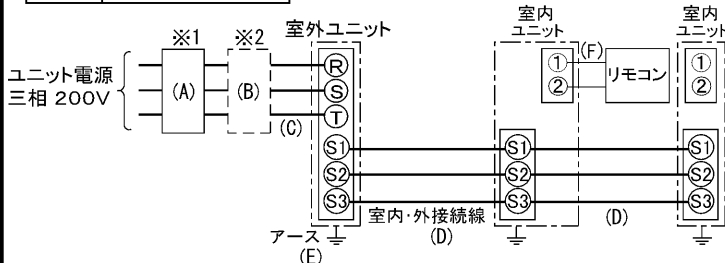 ※1
※2
室外ユニット
室内
ユニット
室内
ユニット
ユニット電源
三相 200V
(A)
(B)
(C)
R
S
T
S1
S2
S3
①
②
(F)
リモコン
①
②
S1
S2
S3
S1
S2
S3
室内・外接続線
(D)
(D)
アース
(E)